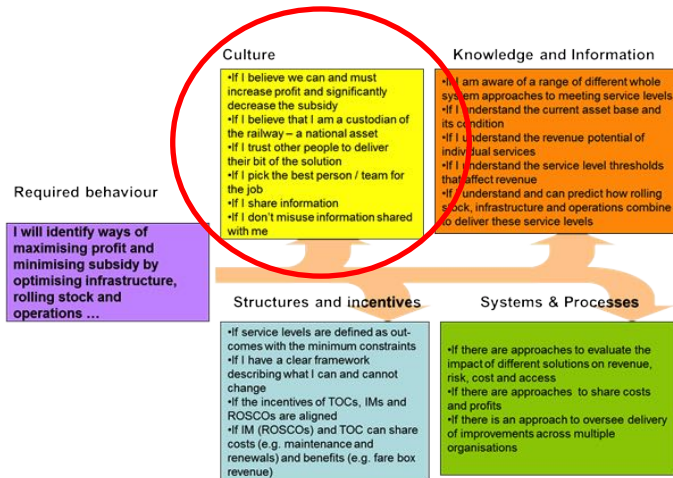 Culture
•If I believe we can and must
increase profit and significantly
decrease the subsidy
•If I believe that I am a custodian
of the railway – a national
asset
•If I trust other people to deliver
their bit of the solution
•If I pick the best person / team for
the job
•If I share information
•If I don't misuse information shared
with me
Knowledge and Information
•If I am aware of a range of different whole
system approaches to meeting service levels
•If I understand the current asset base and
its condition
•If I understand the revenue potential of
individual services
•If I understand the service level thresholds
that affect revenue
•If I understand and can predict how rolling
stock, infrastructure and operations combine
to deliver these service levels
Required behaviour
I will identify ways of
maximising profit and
minimising subsidy by
optimising infrastructure,
rolling stock and
operations …
Structures and incentives
•If service levels are defined as out-
comes with the minimum constraints
•If I have a clear framework
describing what I can and cannot
change
•If the incentives of TOCs, IMs and
ROSCOs are aligned
•If IM (ROSCOs) and TOC can share
costs (e.g. maintenance and
renewals) and benefits (e.g. fare box
revenue)
Systems & Processes
•If there are approaches to evaluate the
impact of different solutions on revenue,
risk, cost and access
•If there are approaches to share costs
and profits
•If there is an approach to oversee delivery
of improvements across multiple
organisations